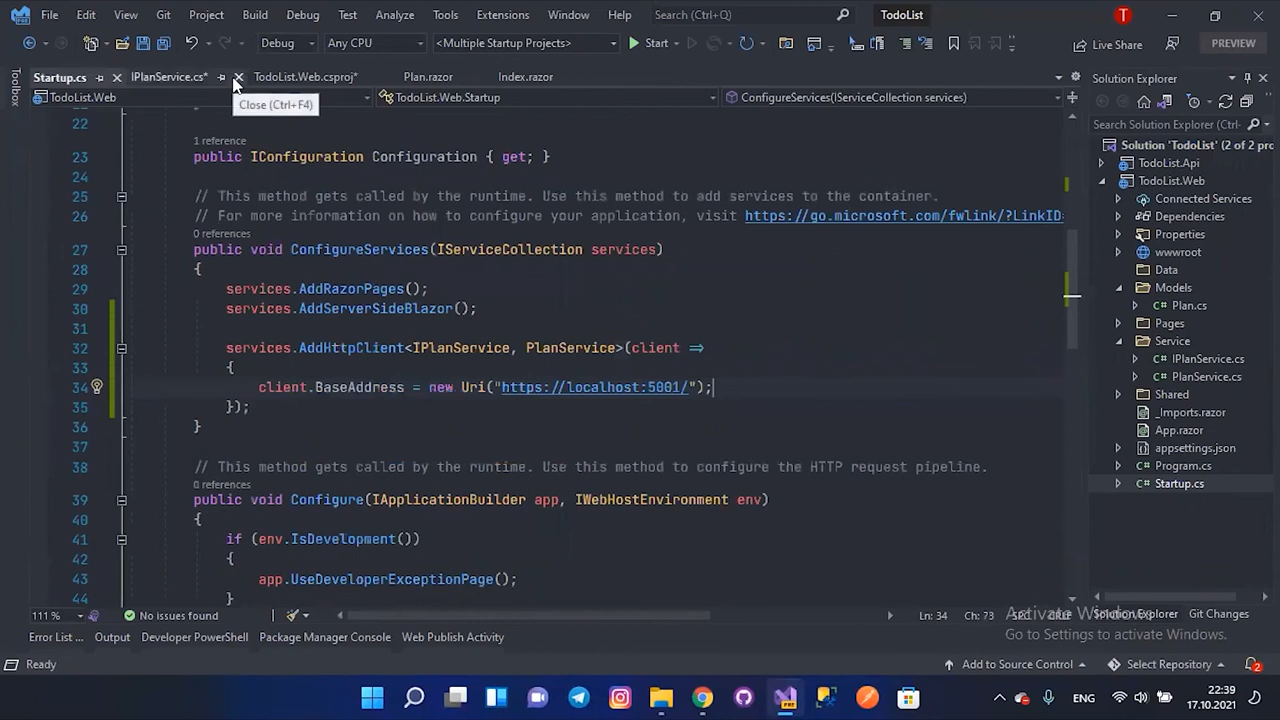 File Edit View Git Project Build Debug Test Analyze Tools Extensions Window Help Search (Ctrl+Q) TodoList T
Debug Any CPU <Multiple Startup Projects> Start Live Share PREVIEW
Toolbox
Startup.cs IPlanService.cs* TodoList.Web.csproj* Plan.razor Index.razor
Close (Ctrl+F4)
TodoList.Web TodoList.Web.Startup ConfigureServices(IServiceCollection services)
22
1 reference
23 public IConfiguration Configuration { get; }
24
25 // This method gets called by the runtime. Use this method to add services to the container.
26 // For more information on how to configure your application, visit https://go.microsoft.com/fwlink/?LinkID=
0 references
27 public void ConfigureServices(IServiceCollection services)
28 {
29 services.AddRazorPages();
30 services.AddServerSideBlazor();
31
32 services.AddHttpClient<IPlanService, PlanService>(client =>
33 {
34 client.BaseAddress = new Uri("https://localhost:5001/");
35 });
36 }
37
38 // This method gets called by the runtime. Use this method to configure the HTTP request pipeline.
0 references
39 public void Configure(IApplicationBuilder app, IWebHostEnvironment env)
40 {
41 if (env.IsDevelopment())
42 {
43 app.UseDeveloperExceptionPage();
44 }
Solution Explorer
Search Solution Explorer (Ctrl+
Solution 'TodoList' (2 of 2 pro
TodoList.Api
TodoList.Web
Connected Services
Dependencies
Properties
wwwroot
Data
Models
Plan.cs
Pages
Service
IPlanService.cs
PlanService.cs
Shared
_Imports.razor
App.razor
appsettings.json
Program.cs
Startup.cs
111 % No issues found Ln: 34 Ch: 73 SPC CRLF
Solution Explorer Git Changes
Activate Windows
Go to Settings to activate Windows.
Error List ... Output Developer PowerShell Package Manager Console Web Publish Activity
Ready Add to Source Control Select Repository 2
PRE ENG 22:39
17.10.2021